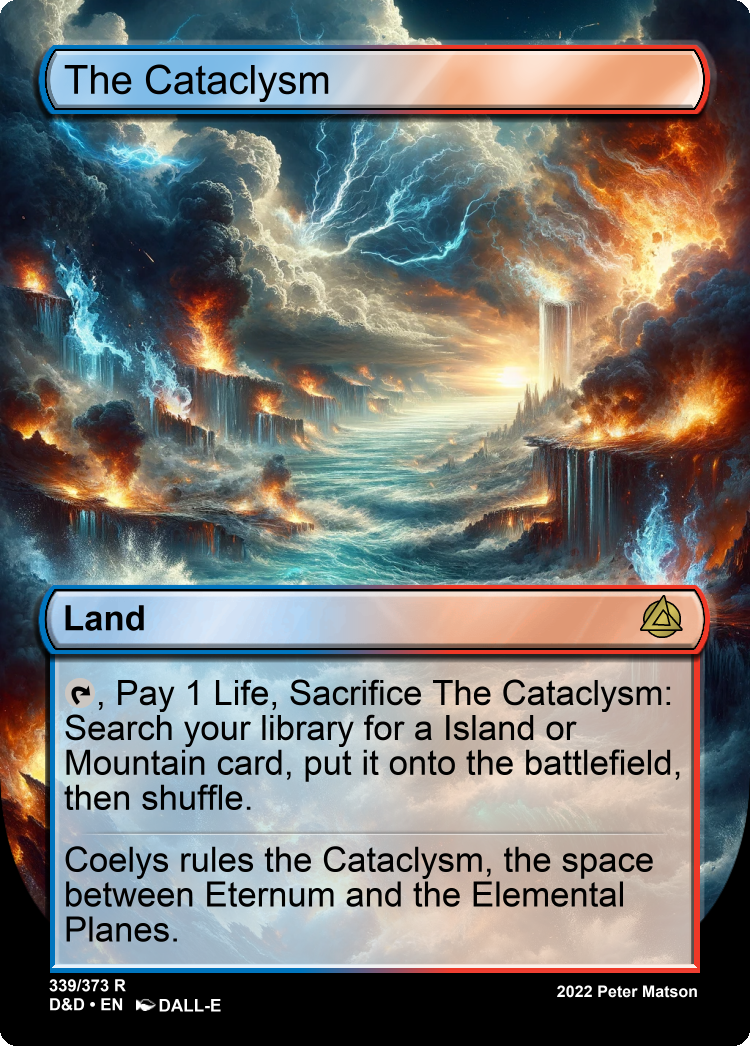 The Cataclysm
Land
, Pay 1 Life, Sacrifice The Cataclysm:
Search your library for a Island or
Mountain card, put it onto the battlefield,
then shuffle.
Coelys rules the Cataclysm, the space
between Eternum and the Elemental
Planes.
339/373 R
D&D • EN DALL-E
2022 Peter Matson